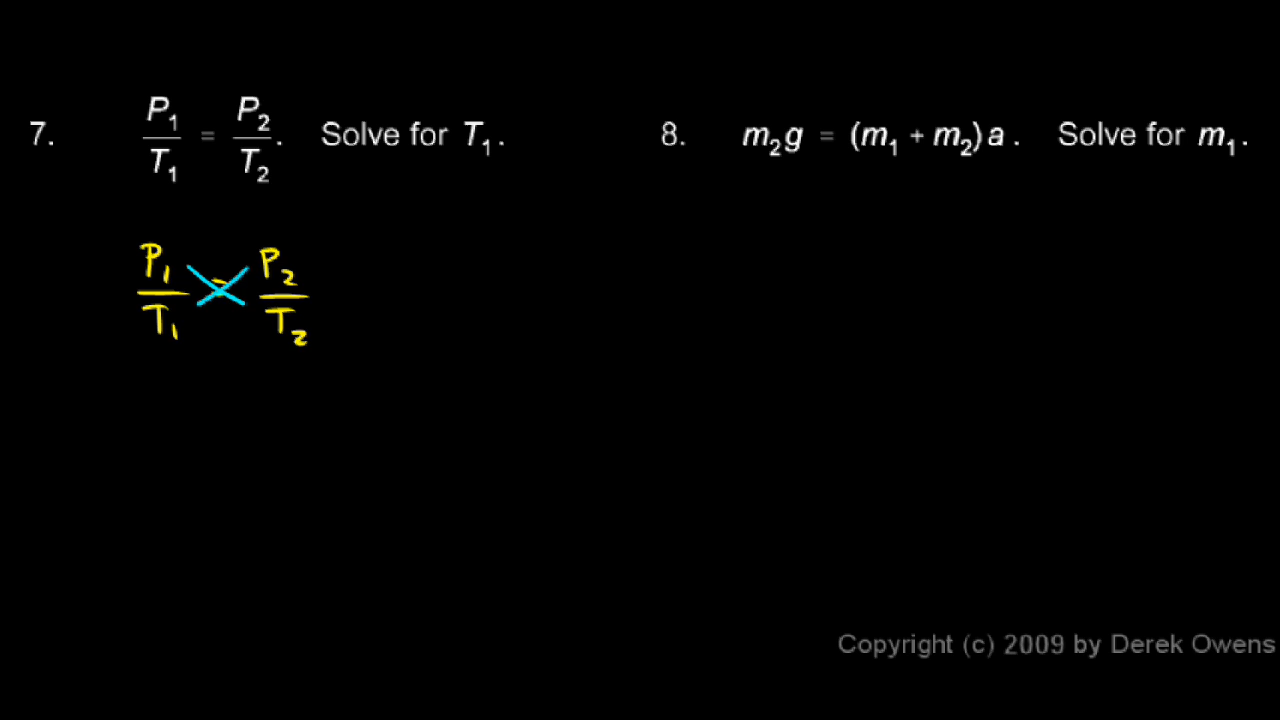 7. P₁/T₁ = P₂/T₂. Solve for T₁.
8. m₂g = (m₁ + m₂)a. Solve for m₁.
P₁/T₁ = P₂/T₂
Copyright (c) 2009 by Derek Owens